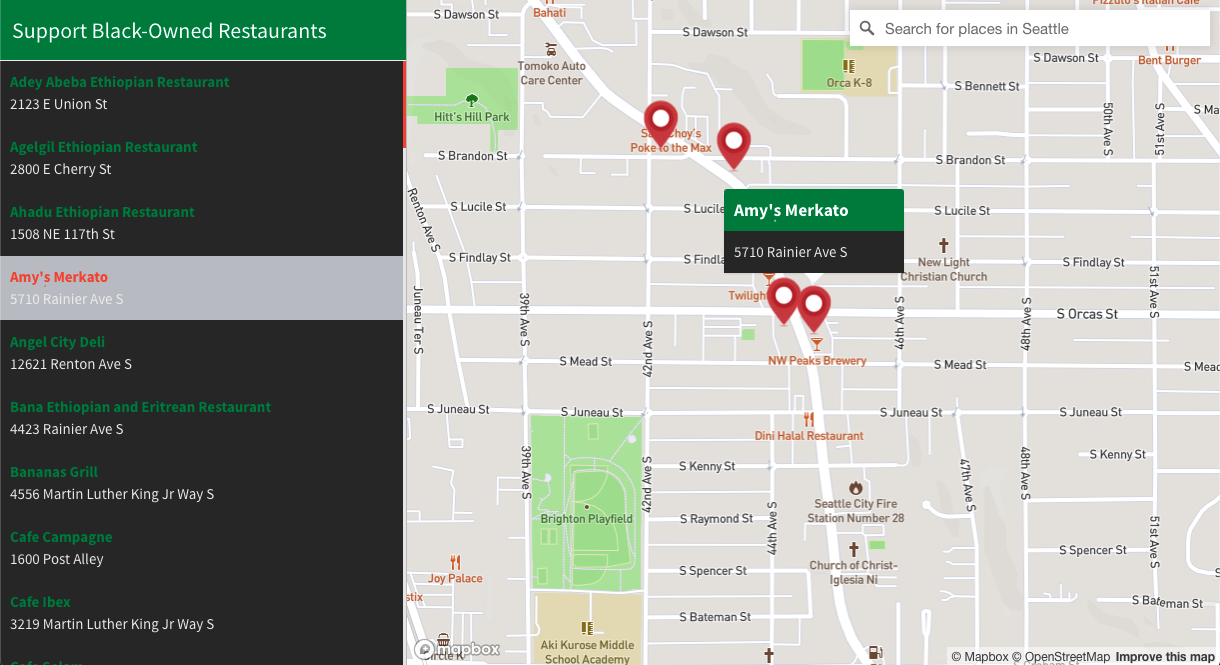 Support Black-Owned Restaurants
Adey Abeba Ethiopian Restaurant
2123 E Union St
Agelgil Ethiopian Restaurant
2800 E Cherry St
Ahadu Ethiopian Restaurant
1508 NE 117th St
Amy's Merkato
5710 Rainier Ave S
Angel City Deli
12621 Renton Ave S
Bana Ethiopian and Eritrean Restaurant
4423 Rainier Ave S
Bananas Grill
4556 Martin Luther King Jr Way S
Cafe Campagne
1600 Post Alley
Cafe Ibex
3219 Martin Luther King Jr Way S
Search for places in Seattle
S Dawson St
Bahati
Pizzuto's Italian Cafe
S Dawson St
S Dawson St
Bent Burger
Tomoko Auto
Care Center
Orca K-8
S Bennett St
Hitt's Hill Park
50th Ave S
51st Ave S
Poke to the Max
S Brandon St
S Brandon St
Renton Ave S
S Lucile St
S Lucile
S Lucile St
Amy's Merkato
5710 Rainier Ave S
S Findlay St
S Findla
New Light
Christian Church
S Findlay St
51st Ave S
Juneau Ter S
39th Ave S
Twilight
46th Ave S
48th Ave S
S Orcas St
42nd Ave S
S Mead St
NW Peaks Brewery
S Mead St
S Mead
S Juneau St
S Juneau St
S Juneau St
S Juneau St
Dini Halal Restaurant
39th Ave S
42nd Ave S
S Kenny St
S Kenny St
47th Ave S
48th Ave S
Brighton Playfield
S Raymond St
44th Ave S
Seattle City Fire
Station Number 28
51st Ave S
Joy Palace
S Spencer St
Church of Christ-
Iglesia Ni
S Spencer St
stix
S Bateman St
S Bateman St
Circle K
mapbox
Aki Kurose Middle
School Academy
© Mapbox © OpenStreetMap Improve this map